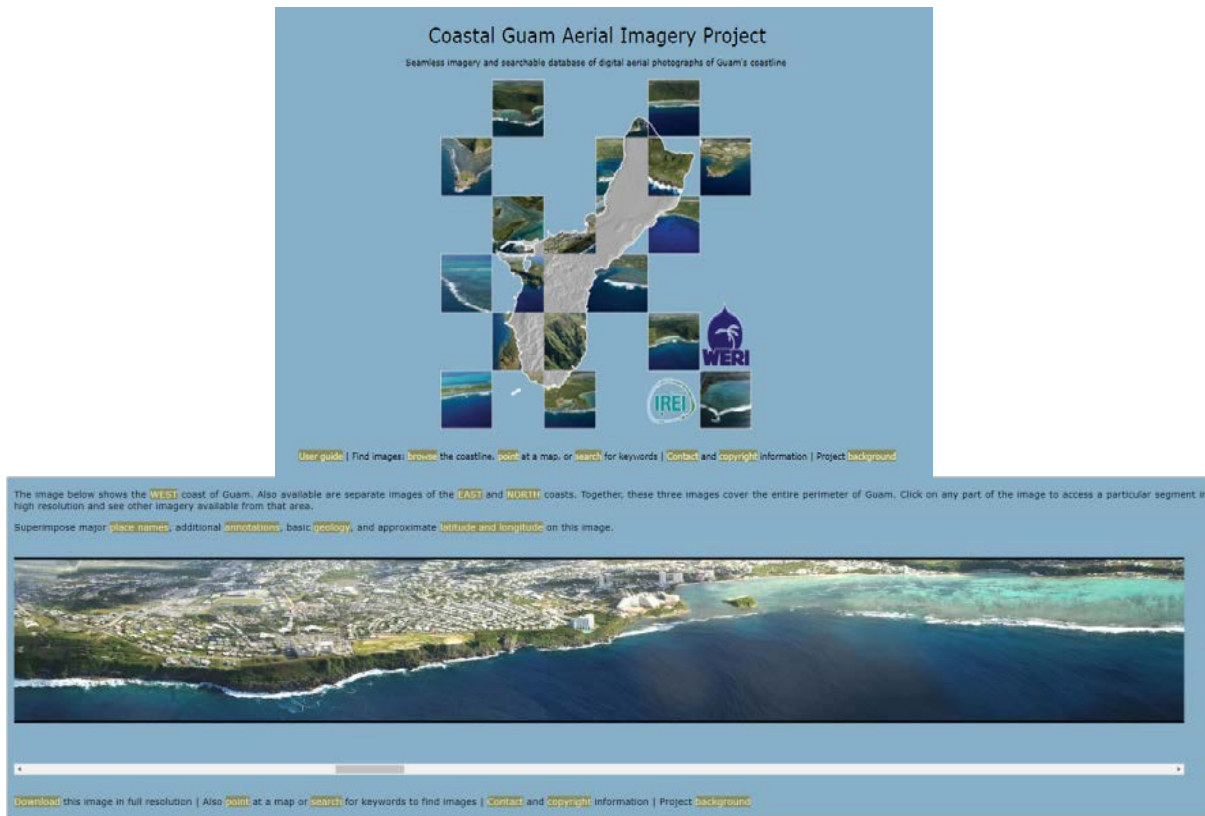 Coastal Guam Aerial Imagery Project
Seamless imagery and searchable database of digital aerial photographs of Guam's coastline
WERI
IREI
User guide | Find images: browse the coastline, point at a map, or search for keywords | Contact and copyright information | Project background
The image below shows the WEST coast of Guam. Also available are separate images of the EAST and NORTH coasts. Together, these three images cover the entire perimeter of Guam. Click on any part of the image to access a particular segment in
high resolution and see other imagery available from that area.
Superimpose major place names, additional annotations, basic geology, and approximate latitude and longitude on this image.
Download this image in full resolution | Also point at a map or search for keywords to find images | Contact and copyright information | Project background